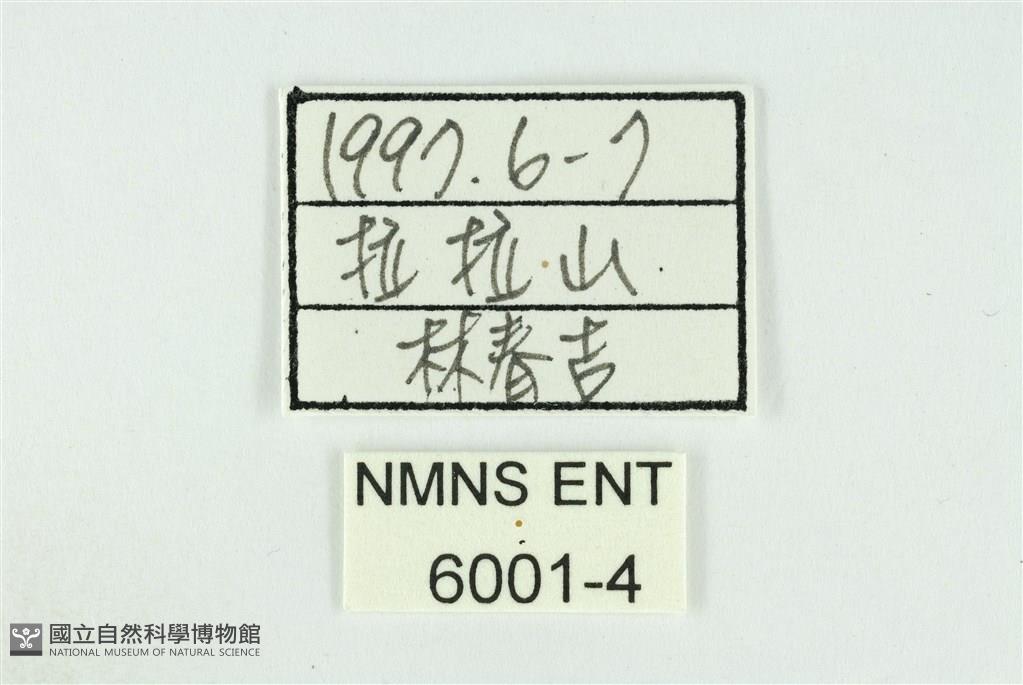 1997.6-7
拉拉山.
林春吉
NMNS ENT
6001-4
國立自然科學博物館
NATIONAL MUSEUM OF NATURAL SCIENCE